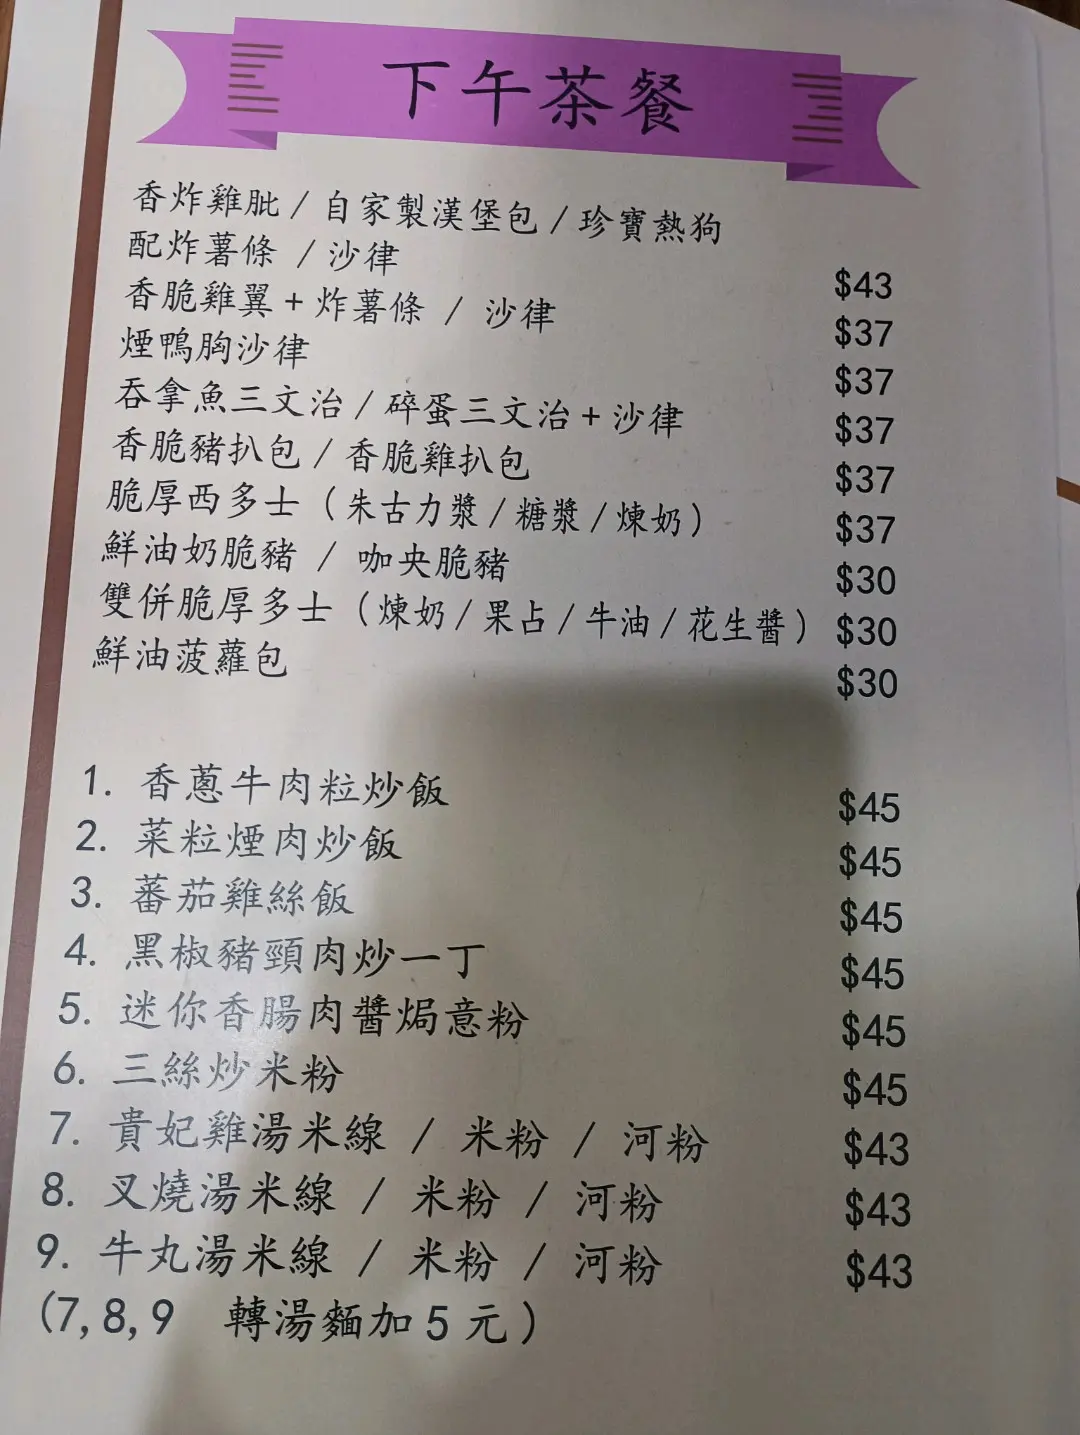 下午茶餐
香炸雞肶 / 自家製漢堡包 / 珍寶熱狗
配炸薯條 / 沙律 $43
香脆雞翼 + 炸薯條 / 沙律 $37
煙鴨胸沙律 $37
吞拿魚三文治 / 碎蛋三文治 + 沙律 $37
香脆豬扒包 / 香脆雞扒包 $37
脆厚西多士（朱古力漿 / 糖漿 / 煉奶） $37
鮮油奶脆豬 / 咖央脆豬 $30
雙併脆厚多士（煉奶 / 果占 / 牛油 / 花生醬） $30
鮮油菠蘿包 $30
1. 香蔥牛肉粒炒飯 $45
2. 菜粒煙肉炒飯 $45
3. 蕃茄雞絲飯 $45
4. 黑椒豬頸肉炒一丁 $45
5. 迷你香腸肉醬焗意粉 $45
6. 三絲炒米粉 $45
7. 貴妃雞湯米線 / 米粉 / 河粉 $43
8. 叉燒湯米線 / 米粉 / 河粉 $43
9. 牛丸湯米線 / 米粉 / 河粉 $43
(7, 8, 9 轉湯麵加 5 元)